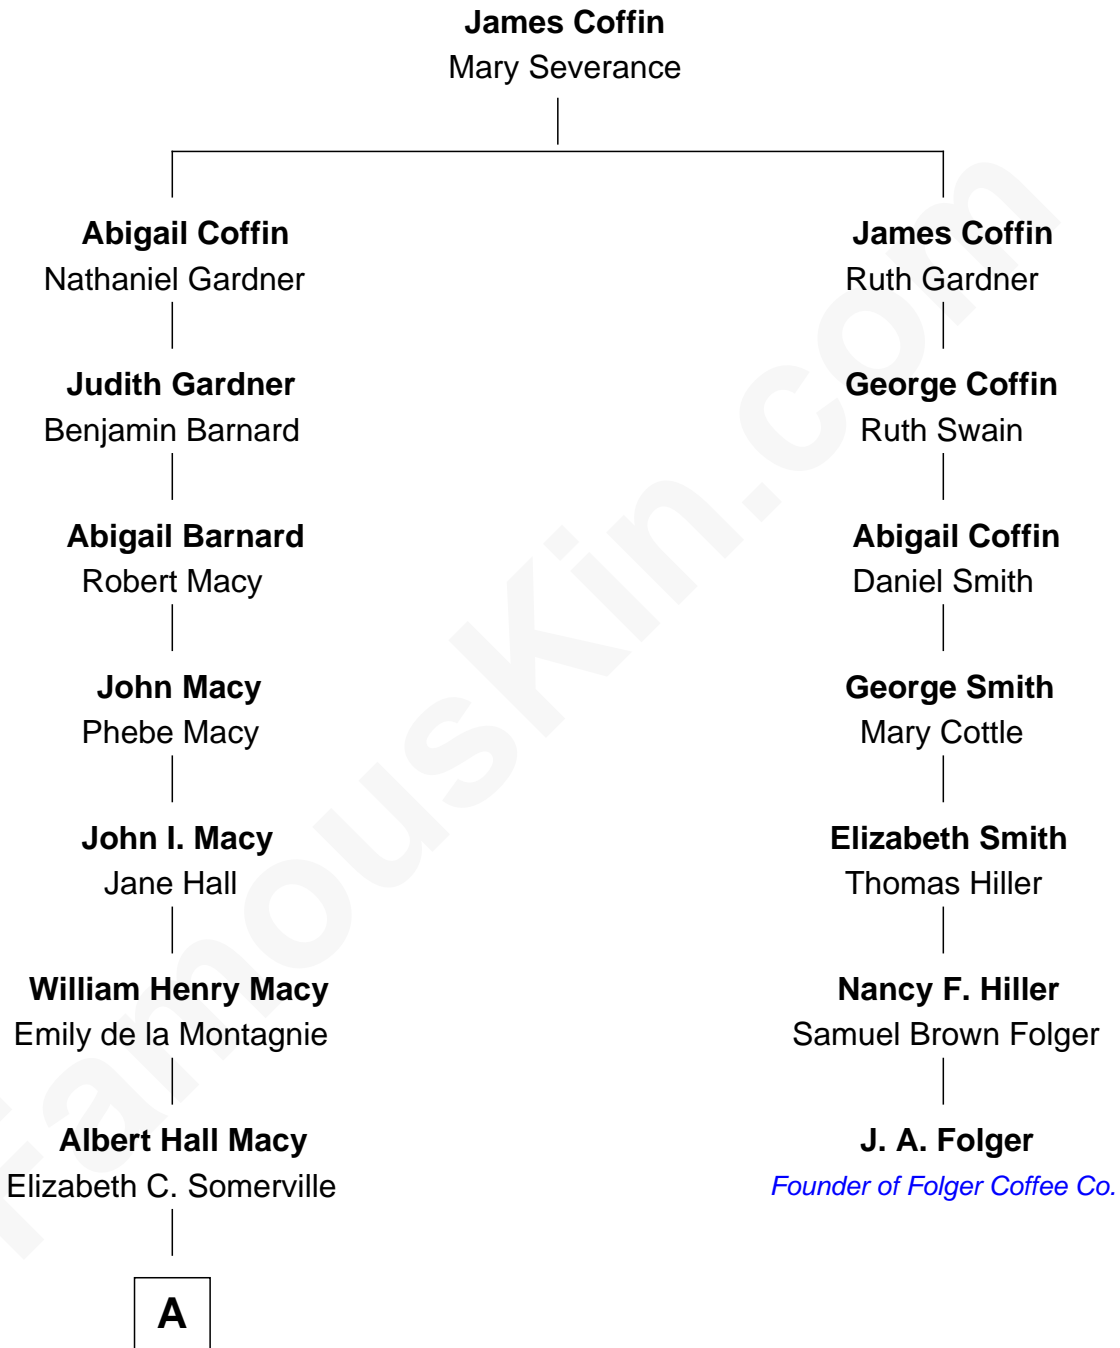 James Coffin
Mary Severance
Abigail Coffin
Nathaniel Gardner
James Coffin
Ruth Gardner
Judith Gardner
Benjamin Barnard
George Coffin
Ruth Swain
Abigail Barnard
Robert Macy
Abigail Coffin
Daniel Smith
John Macy
Phebe Macy
George Smith
Mary Cottle
John I. Macy
Jane Hall
Elizabeth Smith
Thomas Hiller
William Henry Macy
Emily de la Montagnie
Nancy F. Hiller
Samuel Brown Folger
Albert Hall Macy
Elizabeth C. Somerville
J. A. Folger
Founder of Folger Coffee Co.
A
FamousKin.com